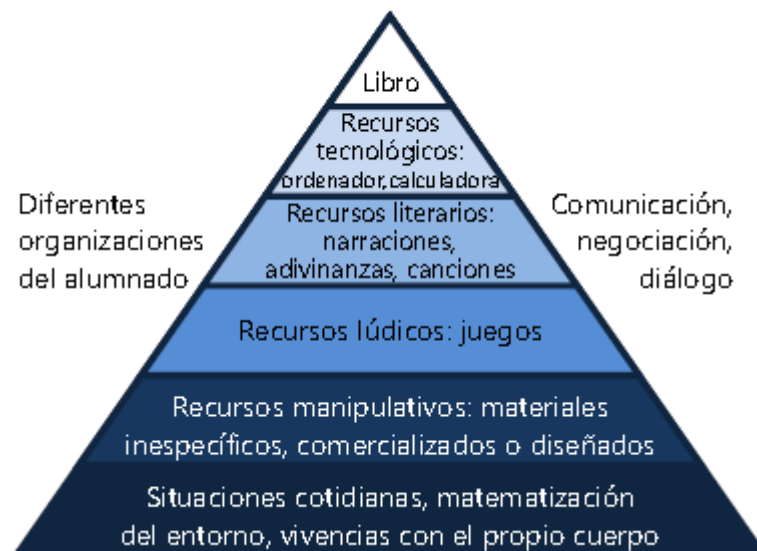 Libro
Recursos
tecnológicos:
ordenador,calculadora
Recursos literarios:
narraciones,
adivinanzas, canciones
Diferentes
organizaciones
del alumnado
Comunicación,
negociación,
diálogo
Recursos lúdicos: juegos
Recursos manipulativos: materiales
inespecíficos, comercializados o diseñados
Situaciones cotidianas, matematización
del entorno, vivencias con el propio cuerpo